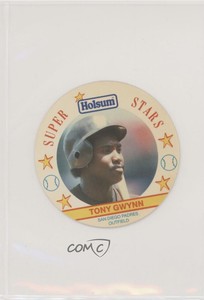 Holsum
SUPER STARS
TONY GWYNN
SAN DIEGO PADRES
OUTFIELD
COMC